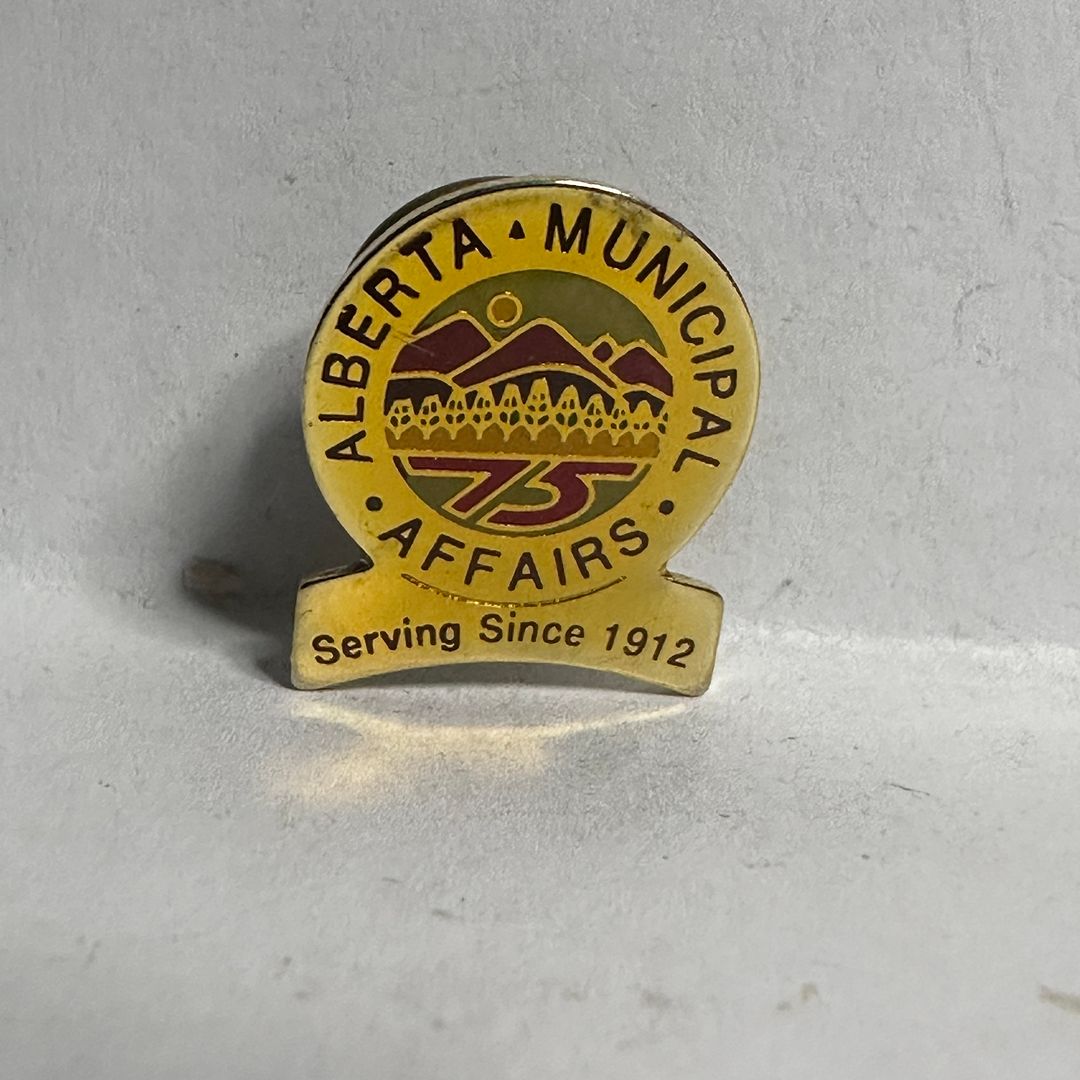 ALBERTA • MUNICIPAL
• AFFAIRS •
75
Serving Since 1912